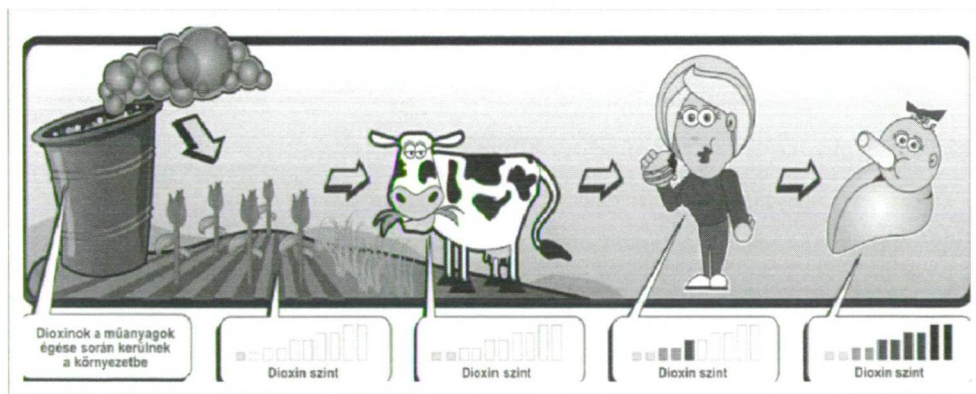 Dioxinok a műanyagok
égése során kerülnek
a környezetbe
Dioxin szint
Dioxin szint
Dioxin szint
Dioxin szint